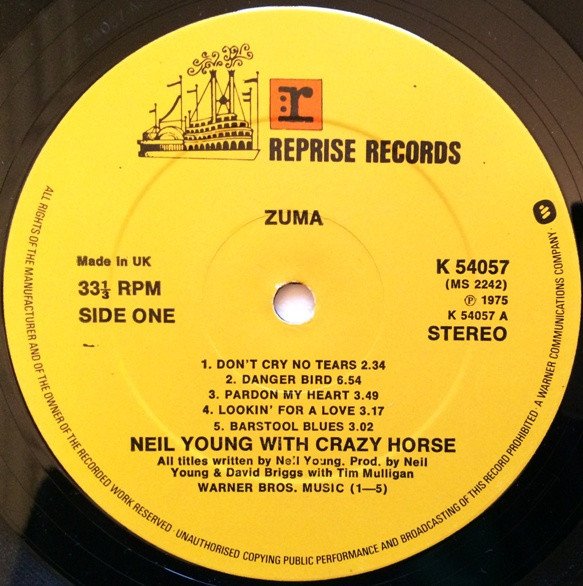 r
REPRISE RECORDS
ZUMA
Made in UK
33⅓ RPM
SIDE ONE
K 54057
(MS 2242)
Ⓟ 1975
K 54057 A
STEREO
1. DON'T CRY NO TEARS 2.34
2. DANGER BIRD 6.54
3. PARDON MY HEART 3.49
4. LOOKIN' FOR A LOVE 3.17
5. BARSTOOL BLUES 3.02
NEIL YOUNG WITH CRAZY HORSE
All titles written by Neil Young. Prod. by Neil
Young & David Briggs with Tim Mulligan
WARNER BROS. MUSIC (1—5)
ALL RIGHTS OF THE MANUFACTURER AND OF THE OWNER OF THE RECORDED WORK RESERVED · UNAUTHORISED COPYING PUBLIC PERFORMANCE AND BROADCASTING OF THIS RECORD PROHIBITED · A WARNER COMMUNICATIONS COMPANY ·